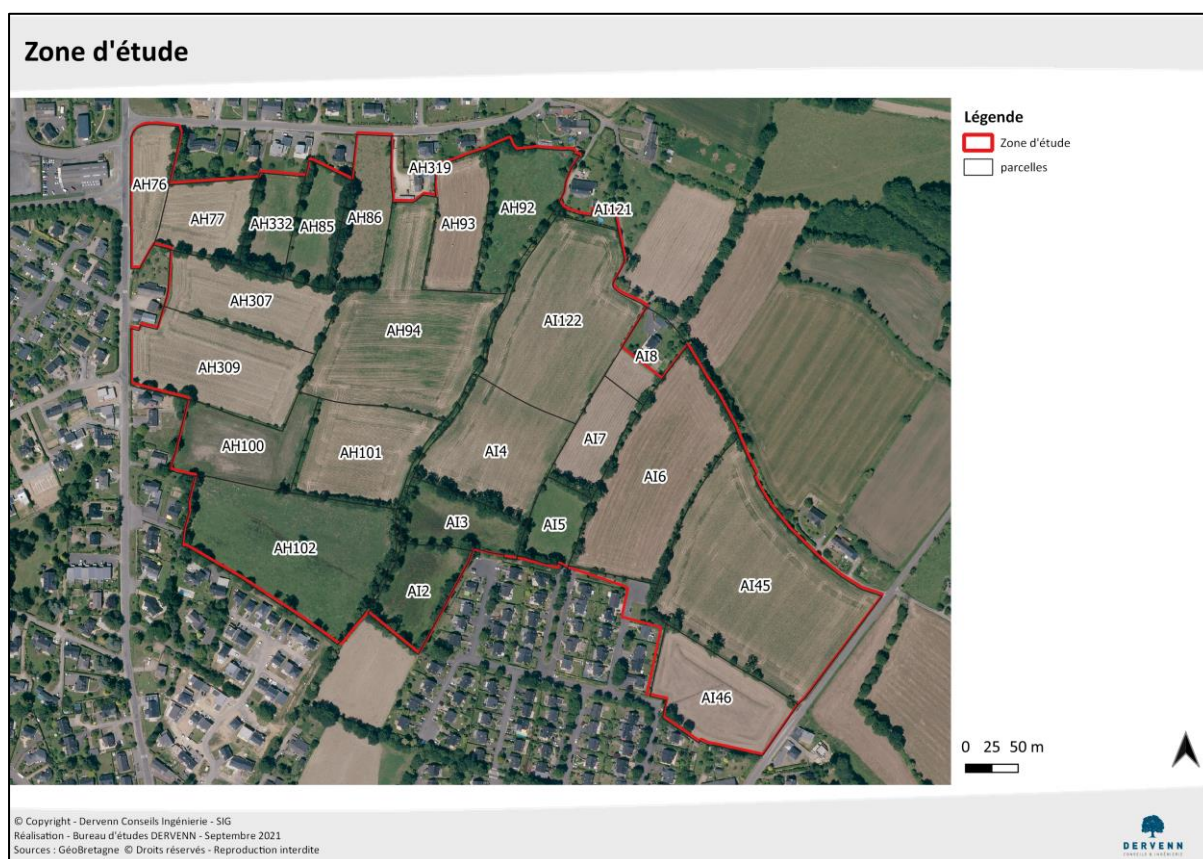 Zone d'étude
Légende
Zone d'étude
parcelles
AH76
AH77
AH332
AH85
AH86
AH319
AH93
AH92
AI121
AH307
AH94
AI122
AI8
AH309
AH100
AH101
AI4
AI7
AI6
AI3
AI5
AH102
AI2
AI45
AI46
0 25 50 m
© Copyright - Dervenn Conseils Ingénierie - SIG
Réalisation - Bureau d'études DERVENN - Septembre 2021
Sources : GéoBretagne © Droits réservés - Reproduction interdite
DERVENN
CONSEILS & INGÉNIERIE